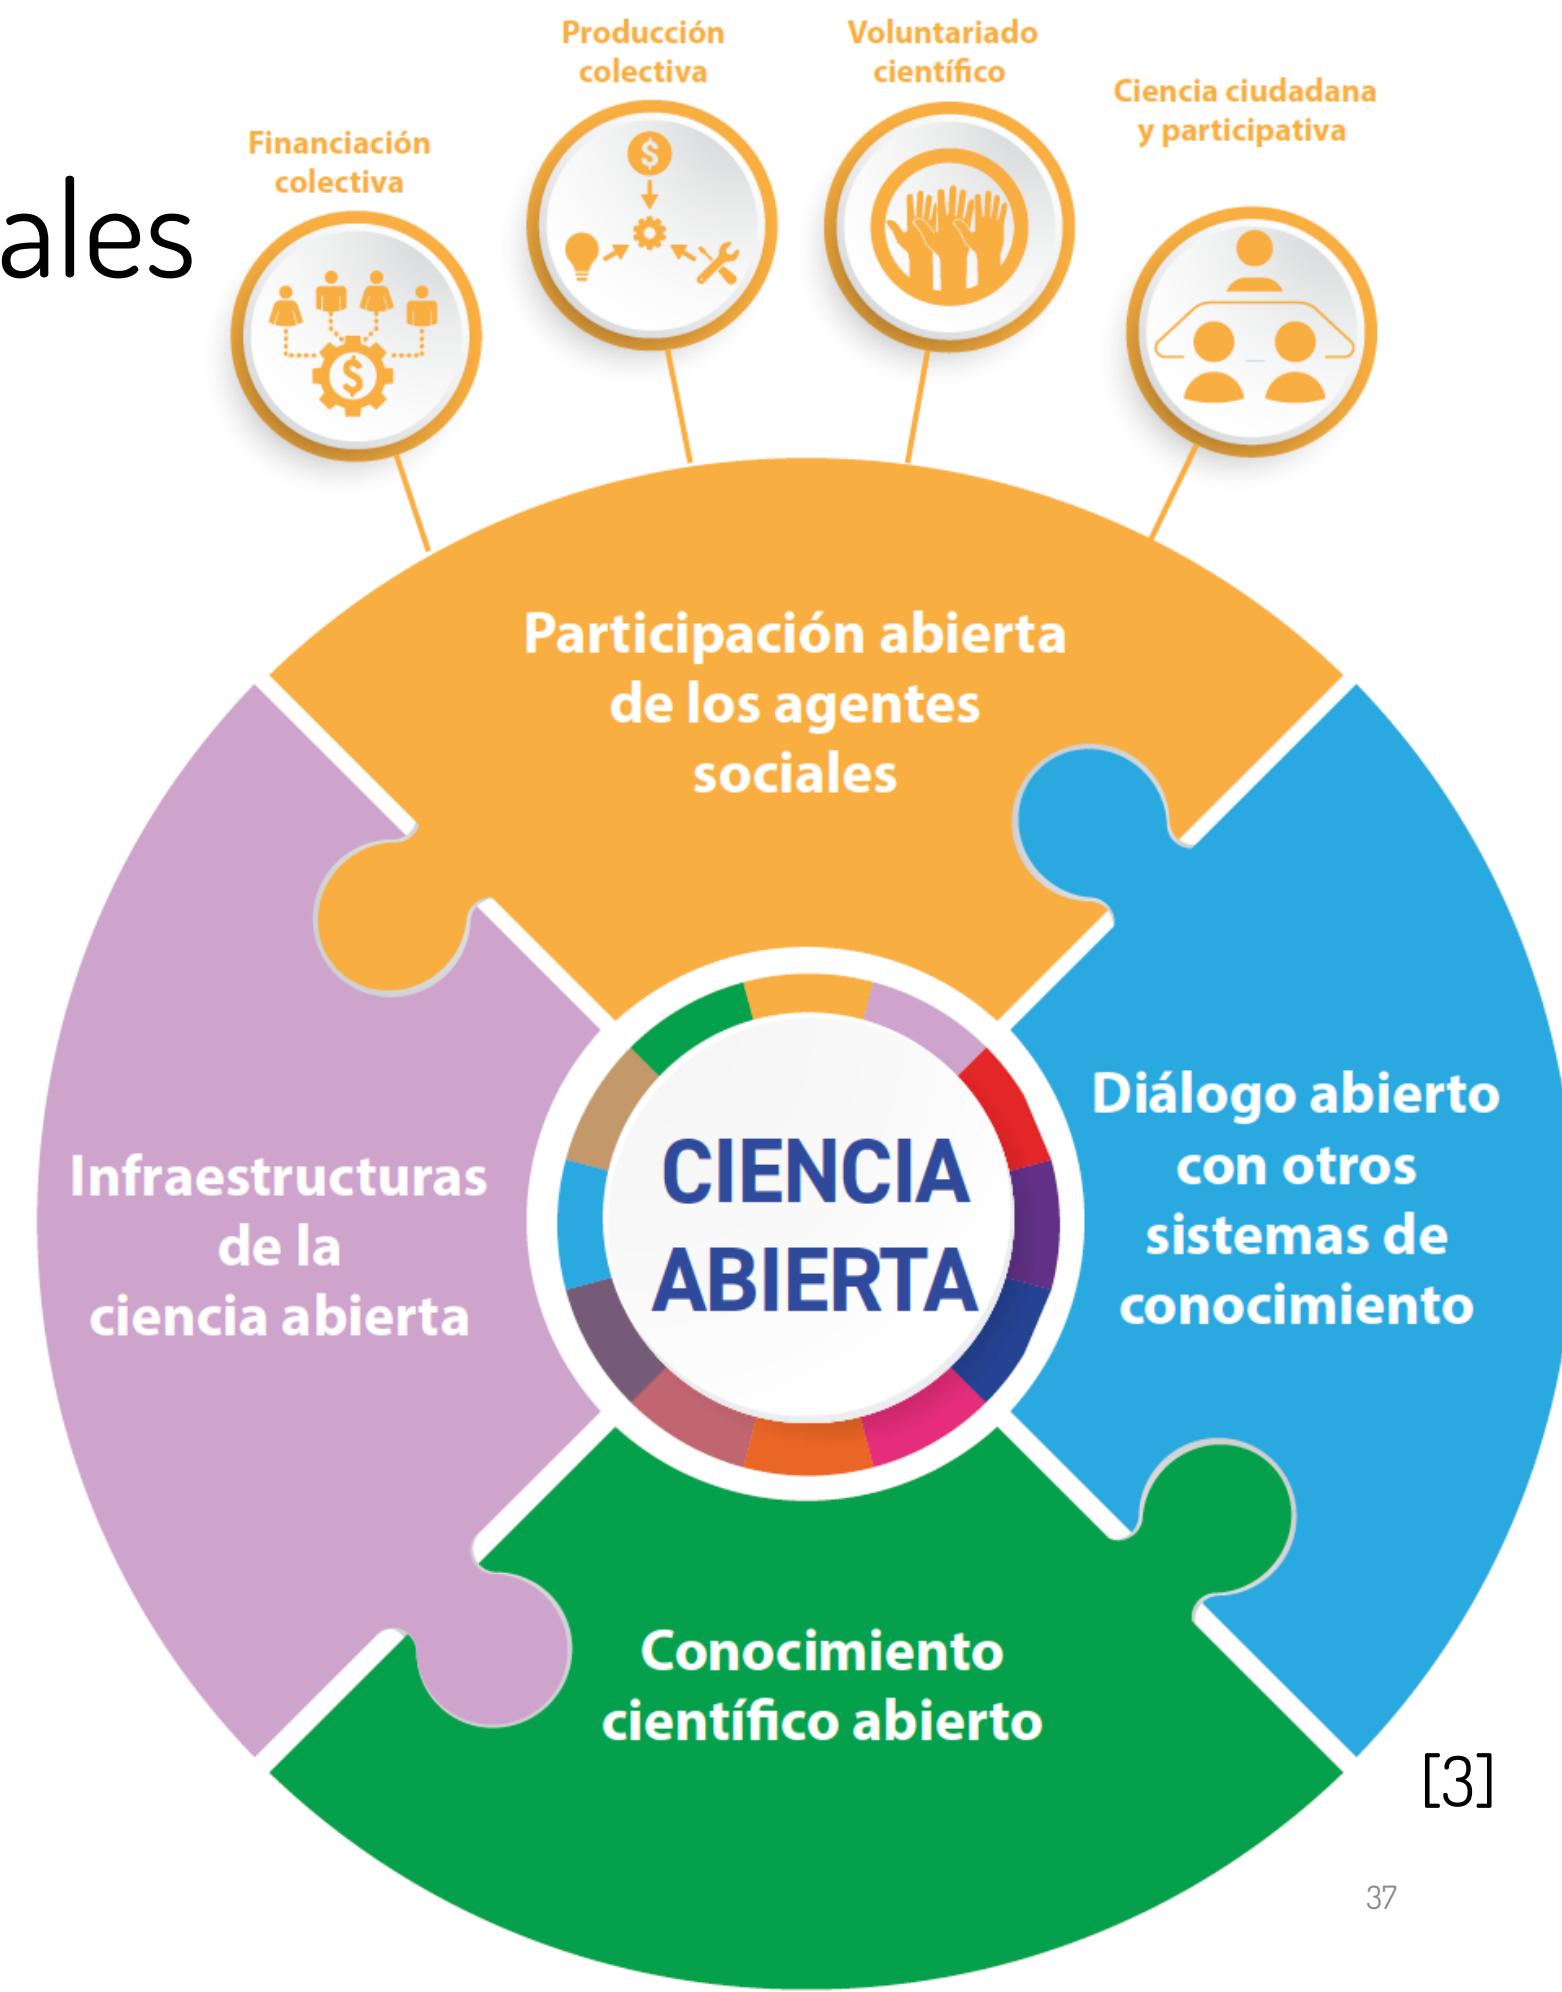 Producción
colectiva
Voluntariado
científico
Ciencia ciudadana
y participativa
Financiación
colectiva
ales
$
$
Participación abierta
de los agentes
sociales
Diálogo abierto
con otros
sistemas de
conocimiento
CIENCIA
ABIERTA
Infraestructuras
de la
ciencia abierta
Conocimiento
científico abierto
[3]
37